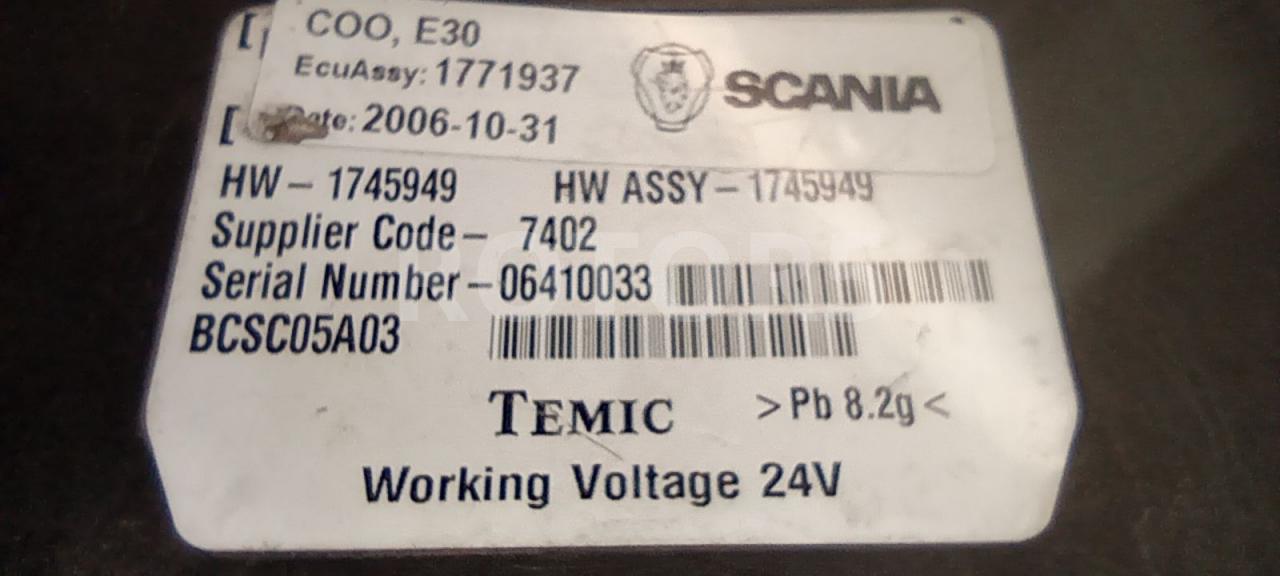 [ COO, E30
EcuAssy: 1771937
SCANIA
[ ate: 2006-10-31
HW – 1745949 HW ASSY – 1745949
Supplier Code – 7402
Serial Number – 06410033
BCSC05A03
TEMIC >Pb 8.2g<
Working Voltage 24V